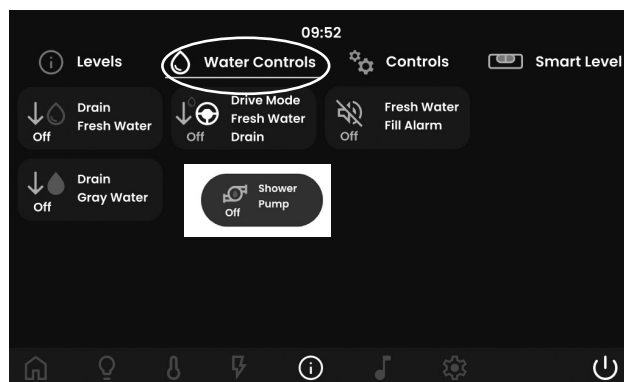 09:52
Levels
Water Controls
Controls
Smart Level
Drain
Fresh Water
Off
Drive Mode
Fresh Water
Drain
Off
Fresh Water
Fill Alarm
Off
Drain
Gray Water
Off
Shower
Pump
Off